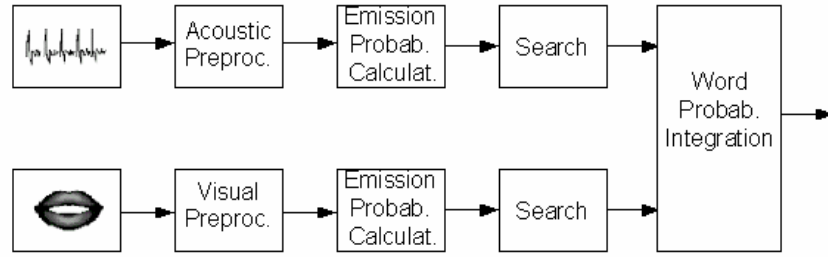 Acoustic
Preproc.
Emission
Probab.
Calculat.
Search
Word
Probab.
Integration
Visual
Preproc.
Emission
Probab.
Calculat.
Search